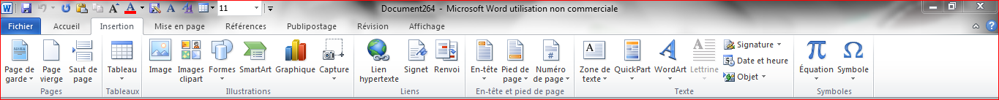 11
Document264 - Microsoft Word utilisation non commerciale
Fichier Accueil Insertion Mise en page Références Publipostage Révision Affichage
Page de garde
Page vierge
Saut de page
Pages
Tableau
Tableaux
Image
Images clipart
Formes
SmartArt
Graphique
Capture
Illustrations
Lien hypertexte
Signet
Renvoi
Liens
En-tête
Pied de page
Numéro de page
En-tête et pied de page
Zone de texte
QuickPart
WordArt
Lettrine
Signature
Date et heure
Objet
Texte
Équation
Symbole
Symboles